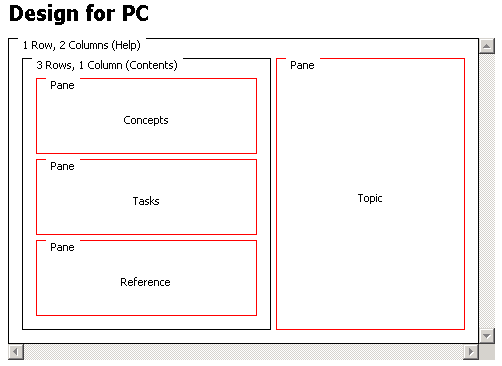 Design for PC
1 Row, 2 Columns (Help)
3 Rows, 1 Column (Contents)
Pane
Concepts
Pane
Tasks
Pane
Reference
Pane
Topic